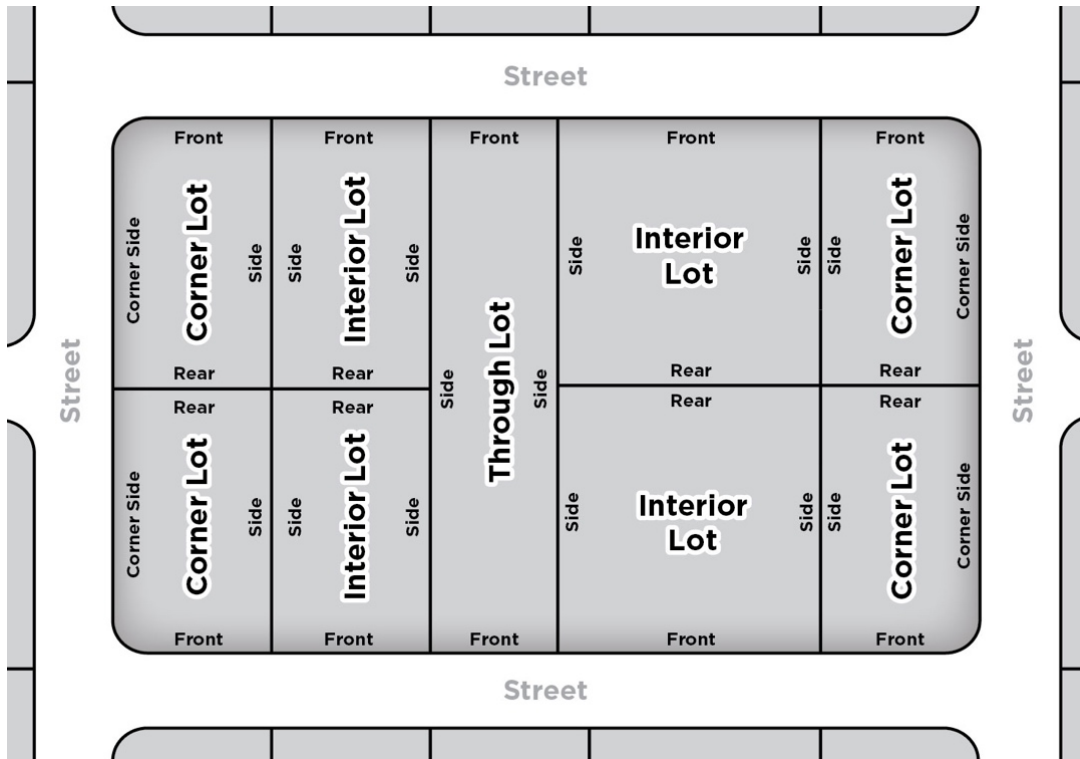 Street
Front
Front
Front
Front
Front
Corner Side
Corner Lot
Side
Side
Interior Lot
Side
Side
Interior
Lot
Side
Side
Corner Lot
Corner Side
Rear
Rear
Rear
Rear
Street
Side
Through Lot
Side
Street
Rear
Rear
Rear
Rear
Corner Side
Corner Lot
Side
Side
Interior Lot
Side
Side
Interior
Lot
Side
Side
Corner Lot
Corner Side
Front
Front
Front
Front
Front
Street